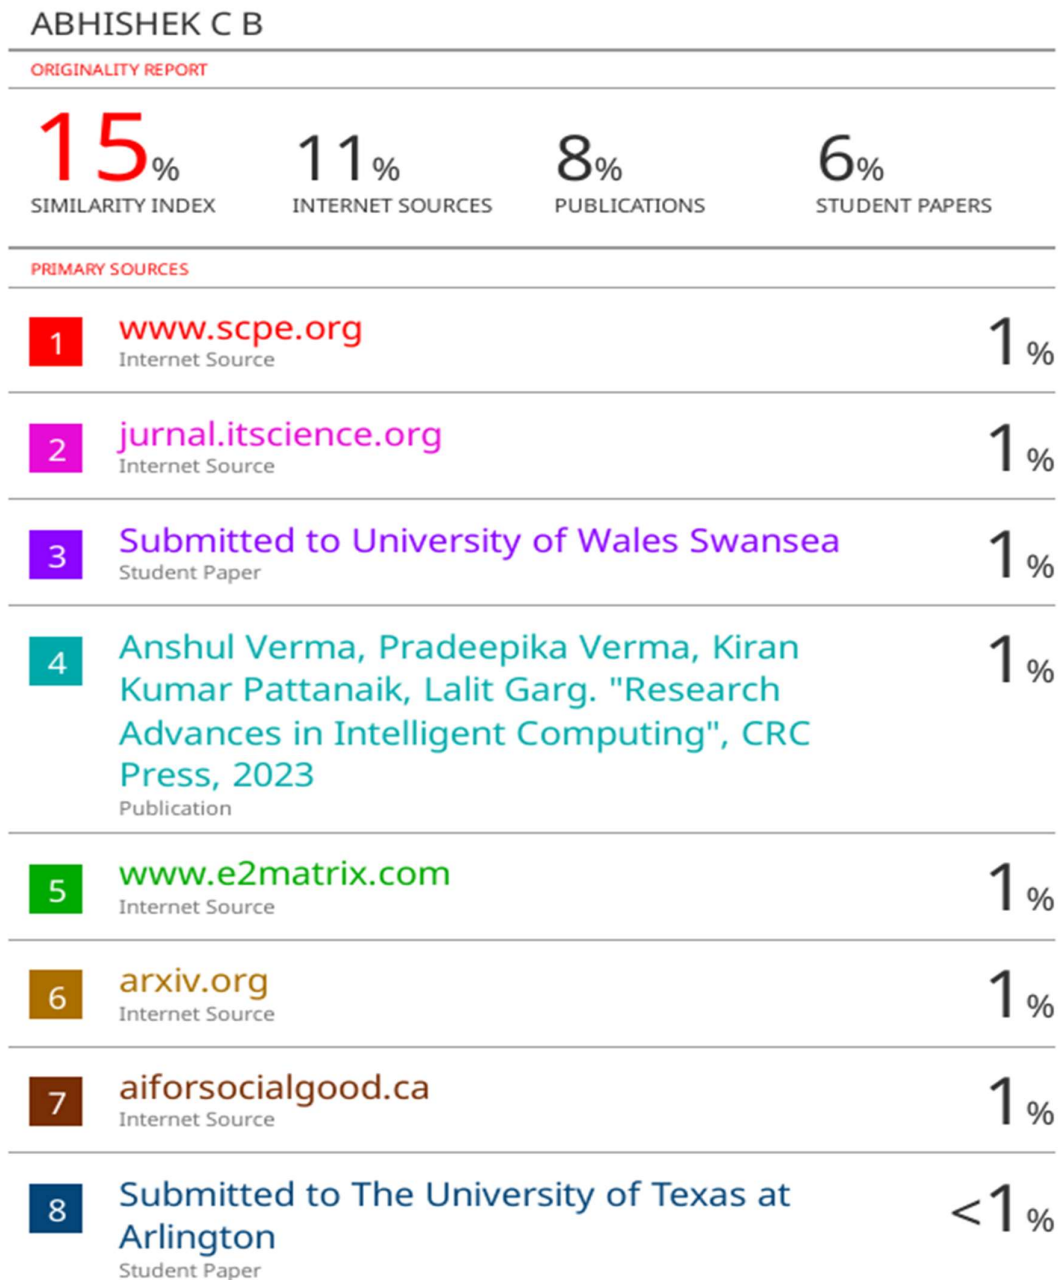 ABHISHEK C B
ORIGINALITY REPORT
15% 11% 8% 6%
SIMILARITY INDEX INTERNET SOURCES PUBLICATIONS STUDENT PAPERS
PRIMARY SOURCES
1 www.scpe.org 1%
Internet Source
2 jurnal.itscience.org 1%
Internet Source
3 Submitted to University of Wales Swansea 1%
Student Paper
4 Anshul Verma, Pradeepika Verma, Kiran 1%
Kumar Pattanaik, Lalit Garg. "Research
Advances in Intelligent Computing", CRC
Press, 2023
Publication
5 www.e2matrix.com 1%
Internet Source
6 arxiv.org 1%
Internet Source
7 aiforsocialgood.ca 1%
Internet Source
8 Submitted to The University of Texas at <1%
Arlington
Student Paper